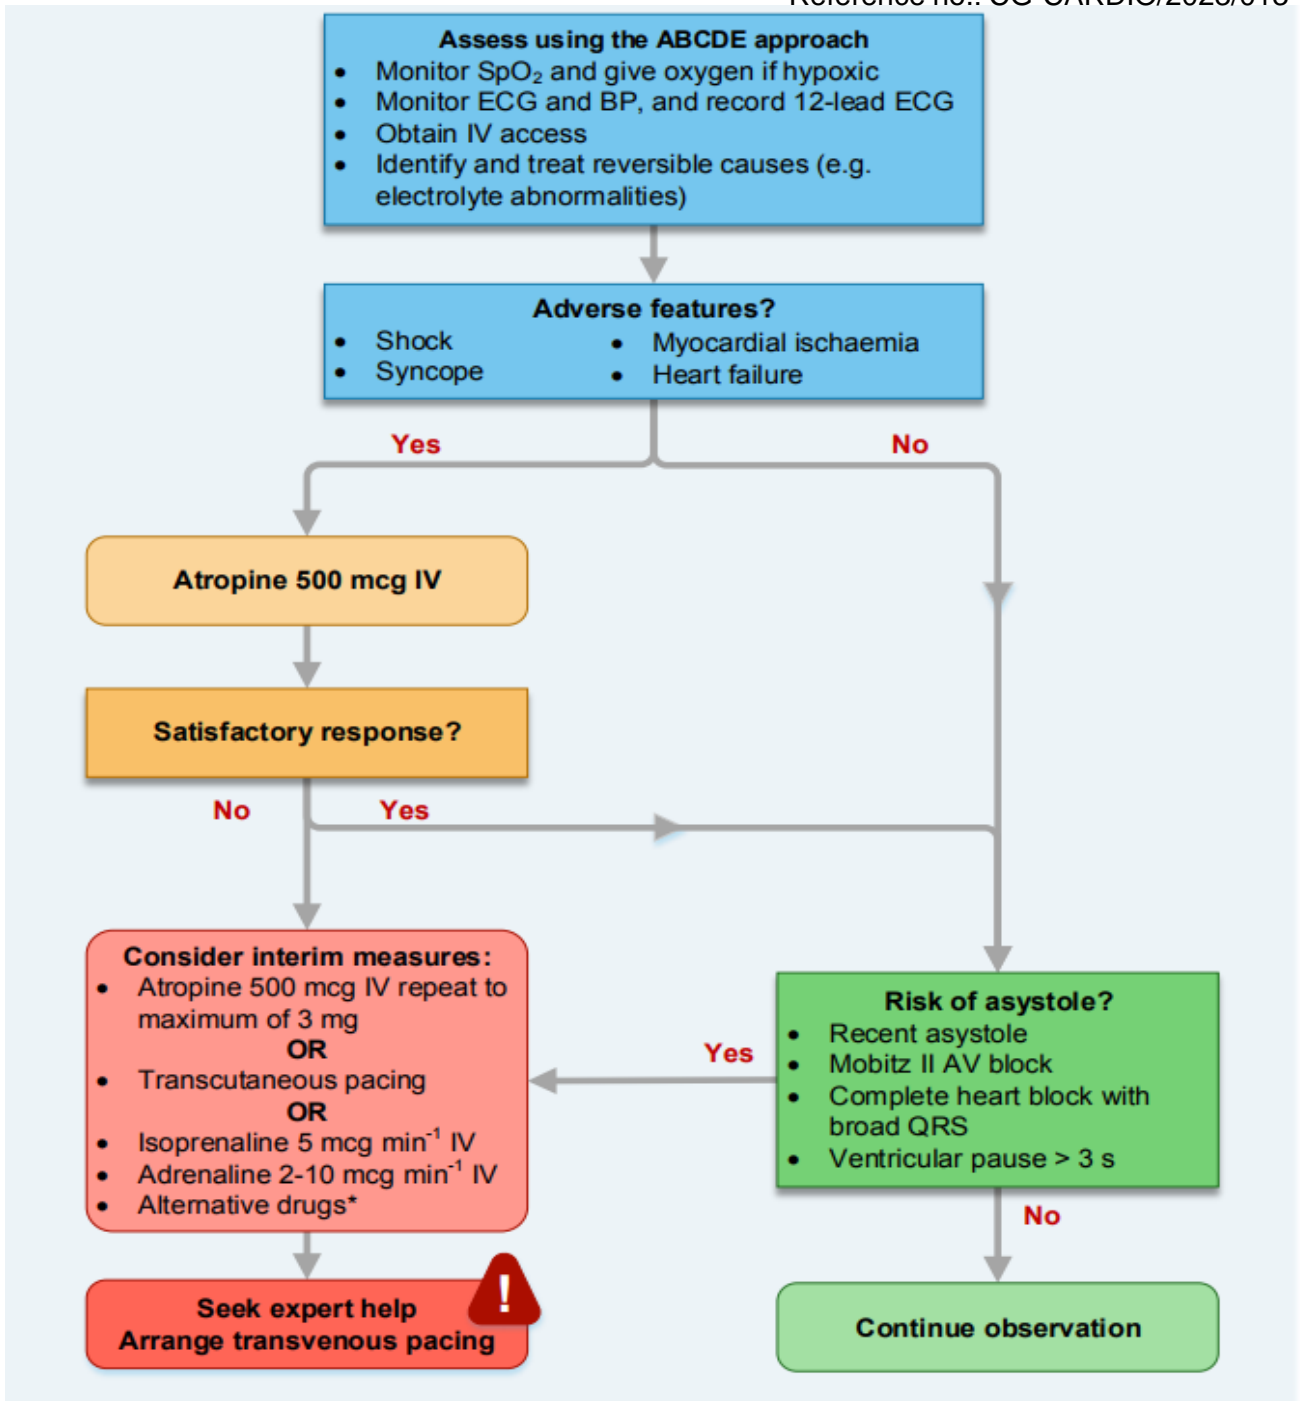 Assess using the ABCDE approach
• Monitor SpO₂ and give oxygen if hypoxic
• Monitor ECG and BP, and record 12-lead ECG
• Obtain IV access
• Identify and treat reversible causes (e.g.
electrolyte abnormalities)
Adverse features?
• Shock
• Syncope
• Myocardial ischaemia
• Heart failure
Yes
No
Atropine 500 mcg IV
Satisfactory response?
No
Yes
Consider interim measures:
• Atropine 500 mcg IV repeat to
maximum of 3 mg
OR
• Transcutaneous pacing
OR
• Isoprenaline 5 mcg min⁻¹ IV
• Adrenaline 2-10 mcg min⁻¹ IV
• Alternative drugs*
Yes
Risk of asystole?
• Recent asystole
• Mobitz II AV block
• Complete heart block with
broad QRS
• Ventricular pause > 3 s
No
!
Seek expert help
Arrange transvenous pacing
Continue observation